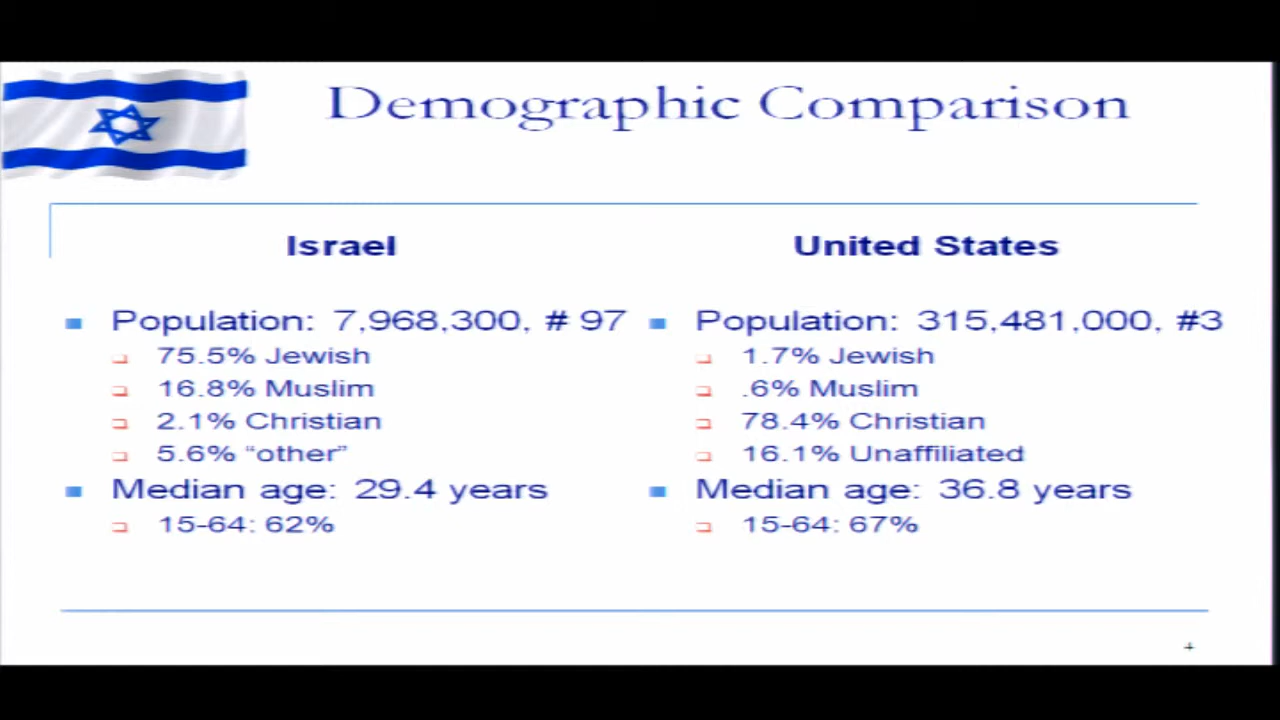 Demographic Comparison
Israel
Population: 7,968,300, # 97
75.5% Jewish
16.8% Muslim
2.1% Christian
5.6% “other”
Median age: 29.4 years
15-64: 62%
United States
Population: 315,481,000, #3
1.7% Jewish
.6% Muslim
78.4% Christian
16.1% Unaffiliated
Median age: 36.8 years
15-64: 67%